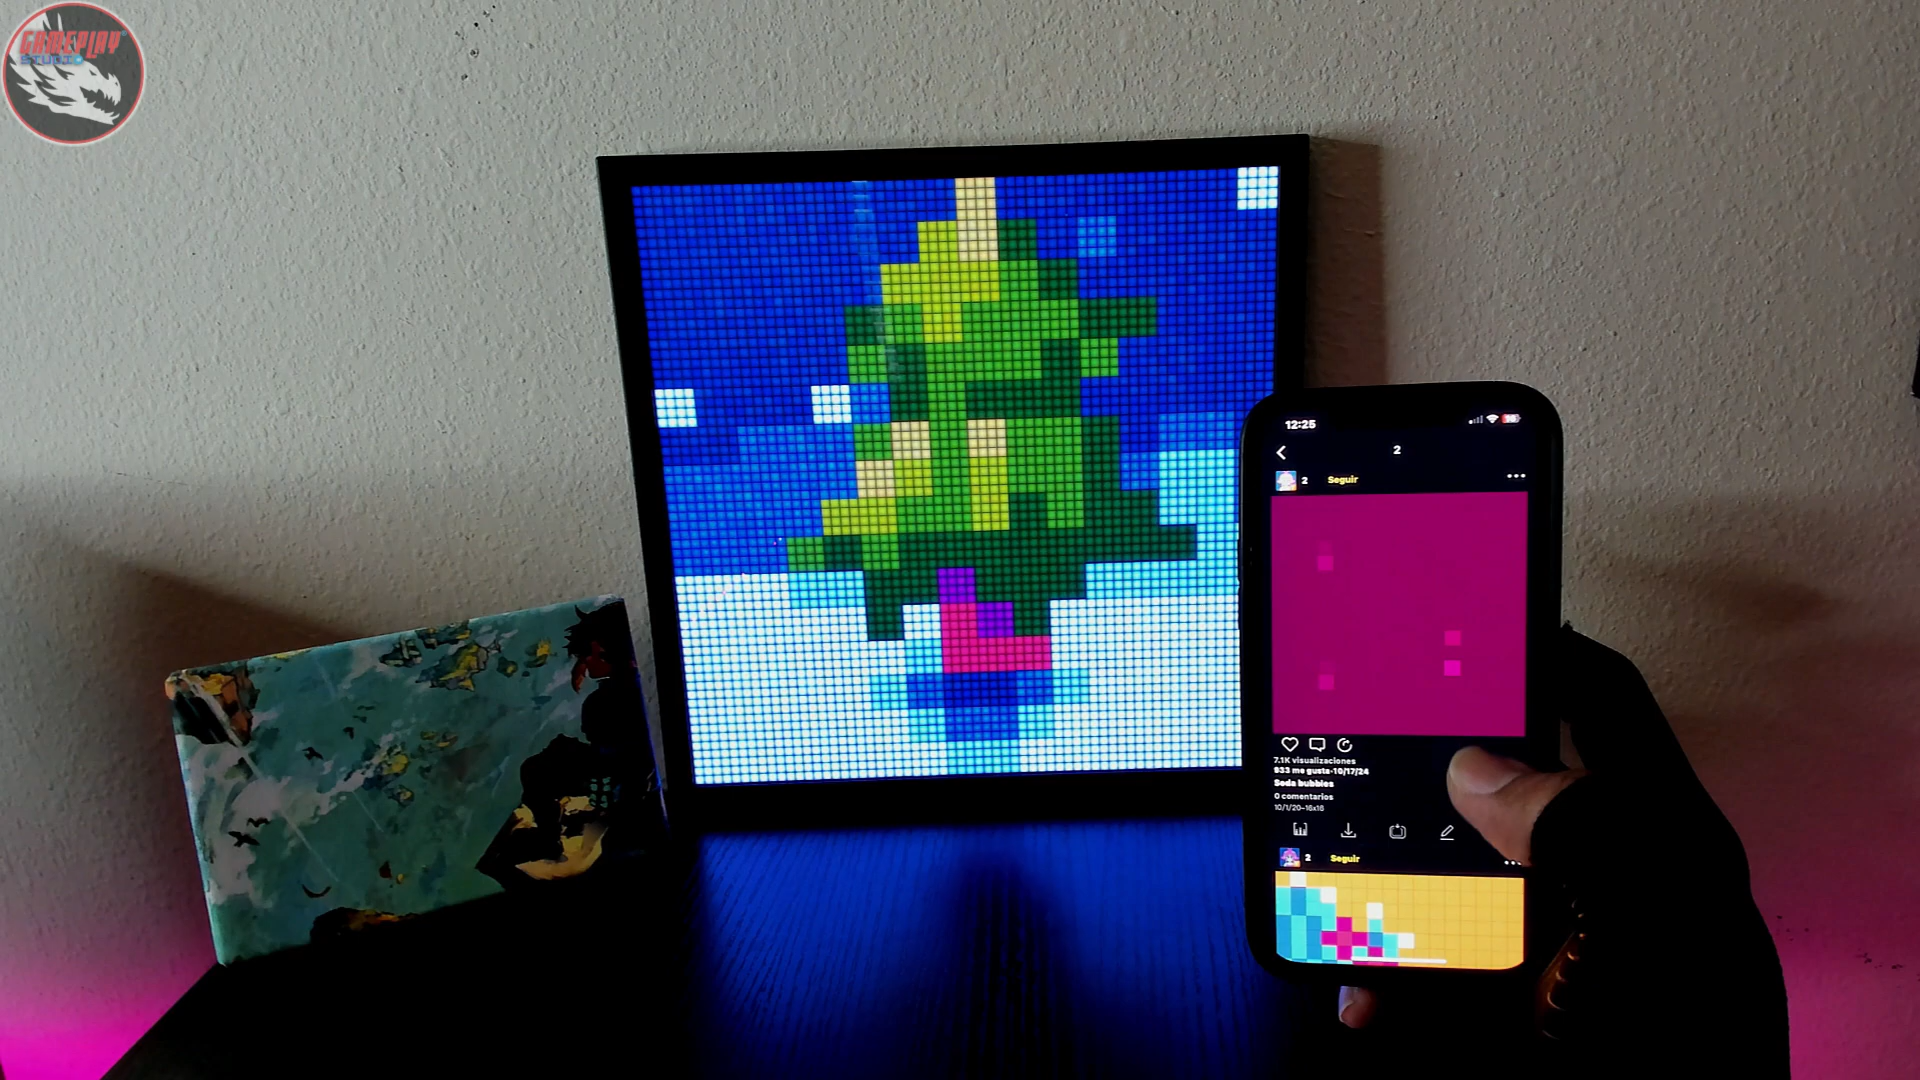 GAMEPLAY
STUDIO
12:25
2
2 Seguir
7.1K visualizaciones
933 me gusta·10/17/24
Soda bubbles
0 comentarios
10/1/20-16x16
2 Seguir